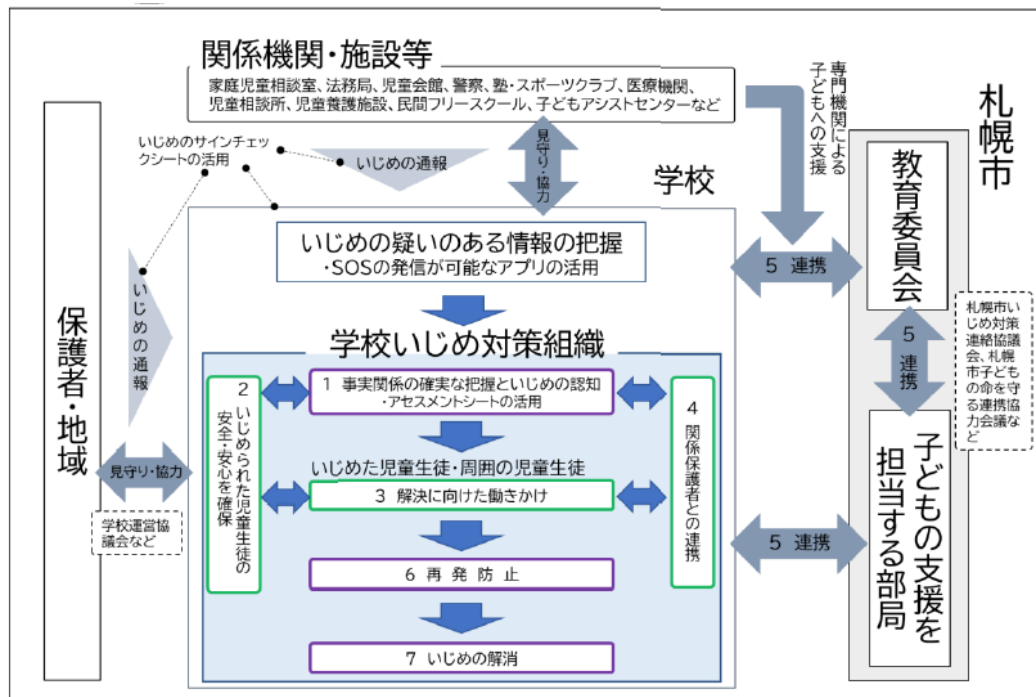 関係機関・施設等
家庭児童相談室、法務局、児童会館、警察、塾・スポーツクラブ、医療機関、
児童相談所、児童養護施設、民間フリースクール、子どもアシストセンターなど
専門機関による
子どもへの支援
札幌市
いじめのサインチェッ
クシートの活用
いじめの通報
見守り・協力
学校
いじめの疑いのある情報の把握
・SOSの発信が可能なアプリの活用
5 連携
教育委員会
保護者・地域
いじめの通報
見守り・協力
学校運営協
議会など
学校いじめ対策組織
1 事実関係の確実な把握といじめの認知
・アセスメントシートの活用
2 いじめられた児童生徒の
安全・安心を確保
いじめた児童生徒・周囲の児童生徒
3 解決に向けた働きかけ
4 関係保護者との連携
6 再発防止
7 いじめの解消
5 連携
札幌市い
じめ対策
連絡協議
会、札幌
市子ども
の命を守
る連携協
力会議な
ど
5 連携
子どもの支援を
担当する部局